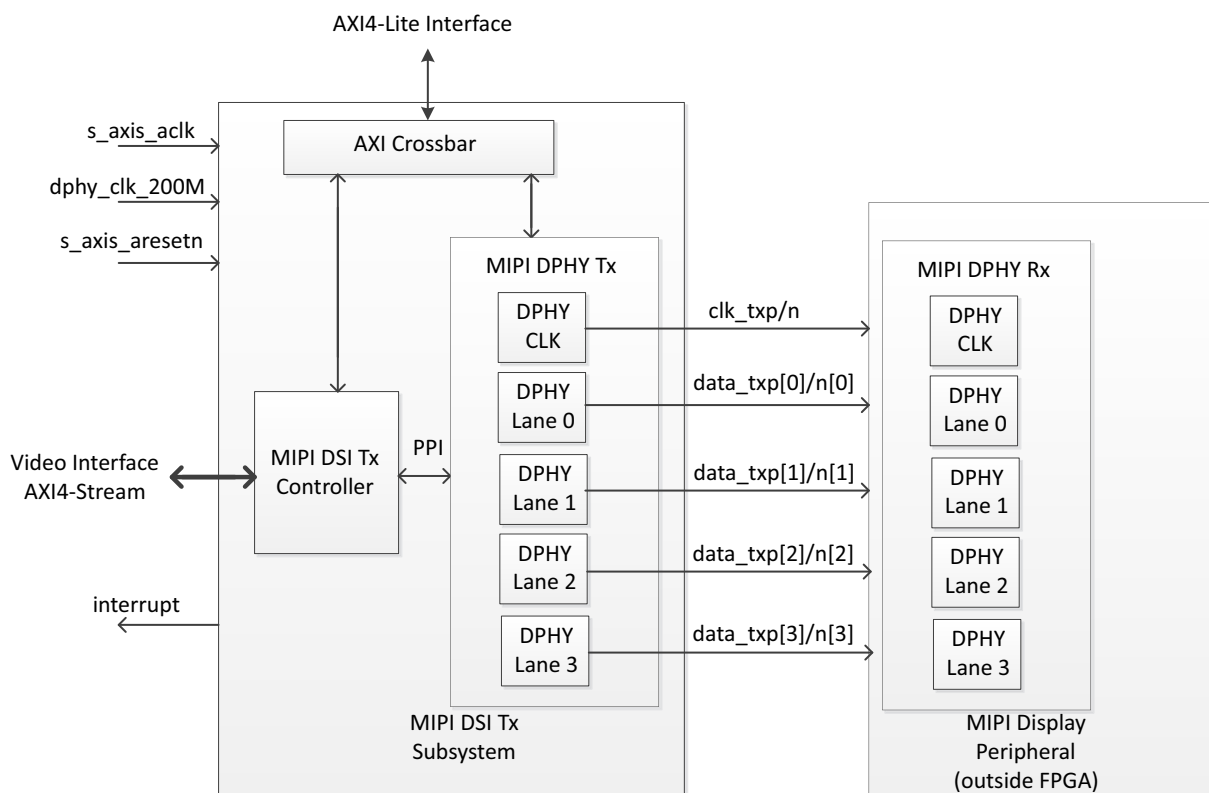 AXI4-Lite Interface
s_axis_aclk
dphy_clk_200M
s_axis_aresetn
AXI Crossbar
MIPI DPHY Tx
DPHY
CLK
DPHY
Lane 0
DPHY
Lane 1
DPHY
Lane 2
DPHY
Lane 3
MIPI DSI Tx
Controller
PPI
Video Interface
AXI4-Stream
interrupt
MIPI DSI Tx
Subsystem
clk_txp/n
data_txp[0]/n[0]
data_txp[1]/n[1]
data_txp[2]/n[2]
data_txp[3]/n[3]
MIPI DPHY Rx
DPHY
CLK
DPHY
Lane 0
DPHY
Lane 1
DPHY
Lane 2
DPHY
Lane 3
MIPI Display
Peripheral
(outside FPGA)